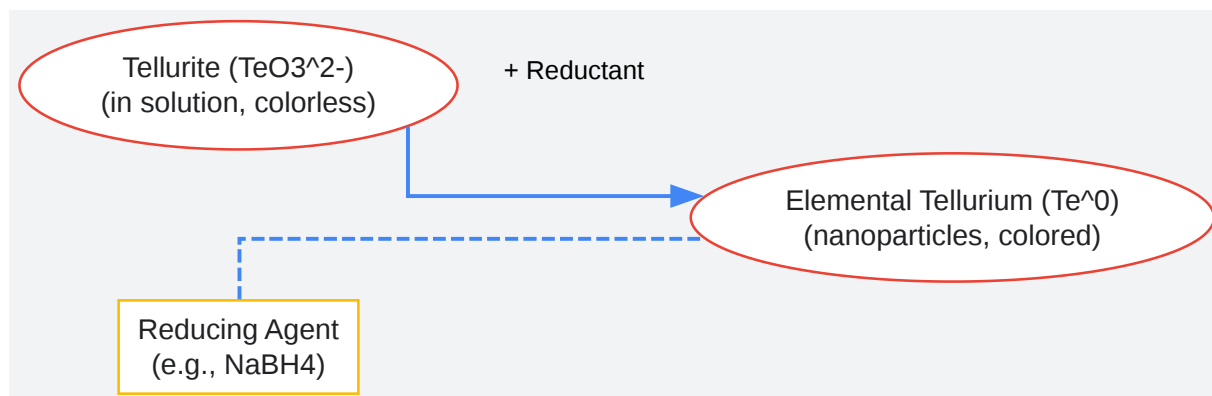 Tellurite (TeO3^2-)
(in solution, colorless)
+ Reductant
Elemental Tellurium (Te^0)
(nanoparticles, colored)
Reducing Agent
(e.g., NaBH4)